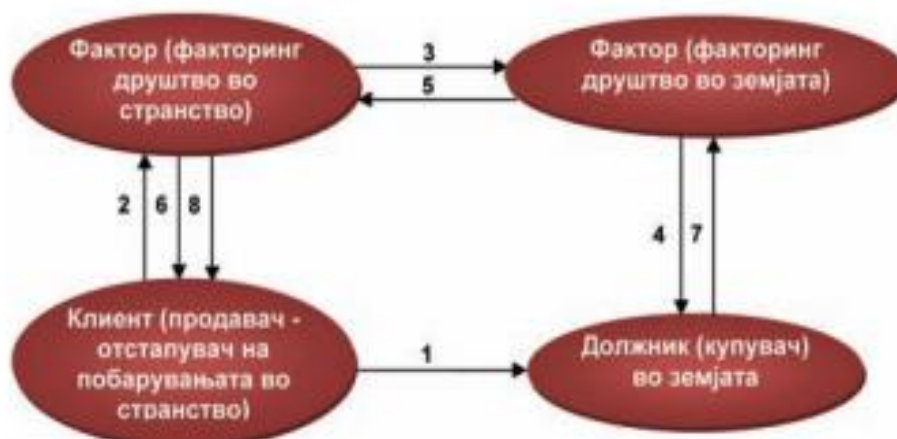 Фактор (факторинг
друштво во
странство)
3
5
Фактор (факторинг
друштво во земјата)
2
6
8
4
7
Клиент (продавач -
отстапувач на
побарувањата во
странство)
1
Должник (купувач)
во земјата